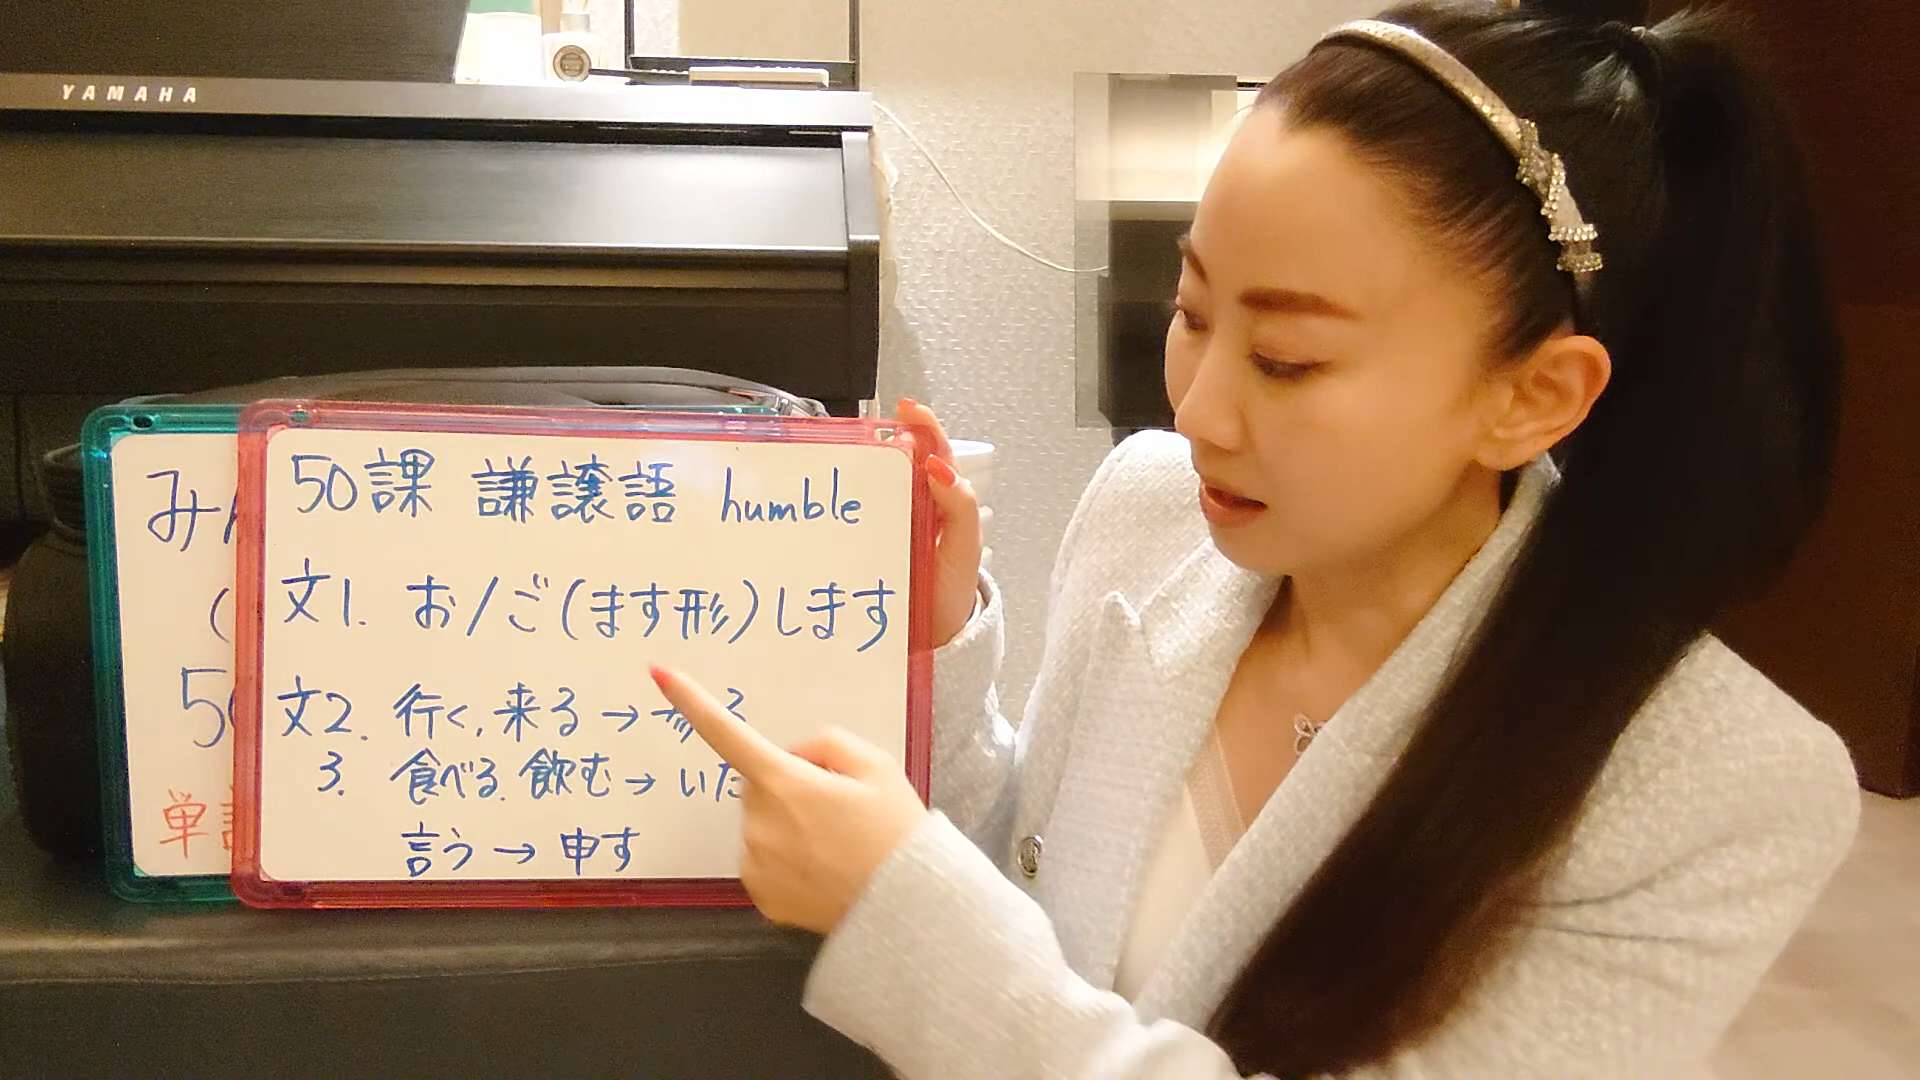 YAMAHA
50課 謙譲語 humble
文1. お/ご(ます形)します
文2. 行く,来る→参る
3. 食べる.飲む→いた
言う→申す
み
(
5
単